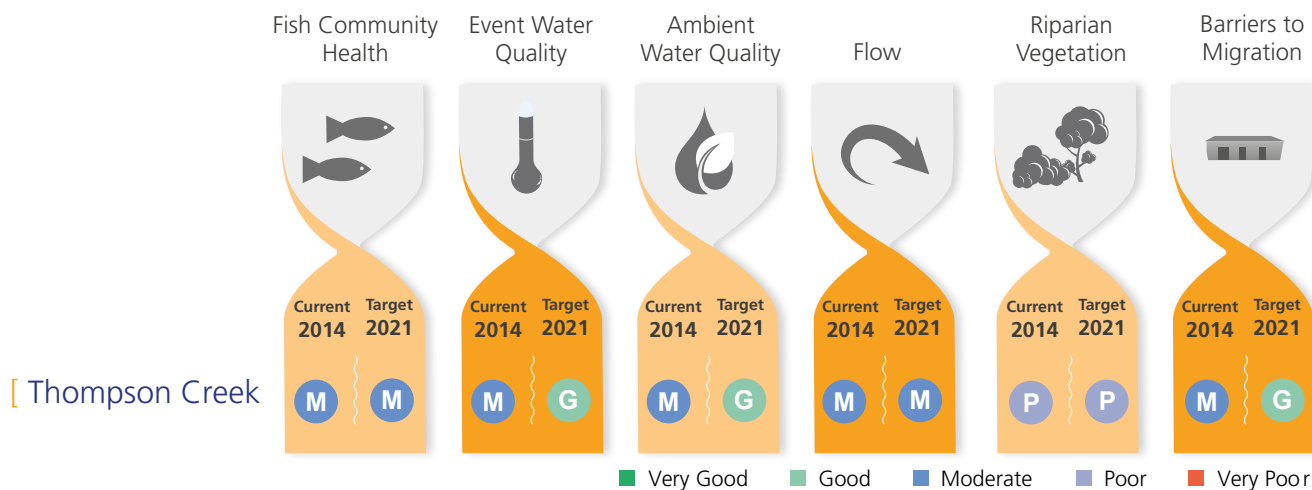 Fish Community
Health
Event Water
Quality
Ambient
Water Quality
Flow
Riparian
Vegetation
Barriers to
Migration
Current Target
2014 2021
Current Target
2014 2021
Current Target
2014 2021
Current Target
2014 2021
Current Target
2014 2021
Current Target
2014 2021
[ Thompson Creek
M M M G M G M M P P M G
Very Good Good Moderate Poor Very Poor